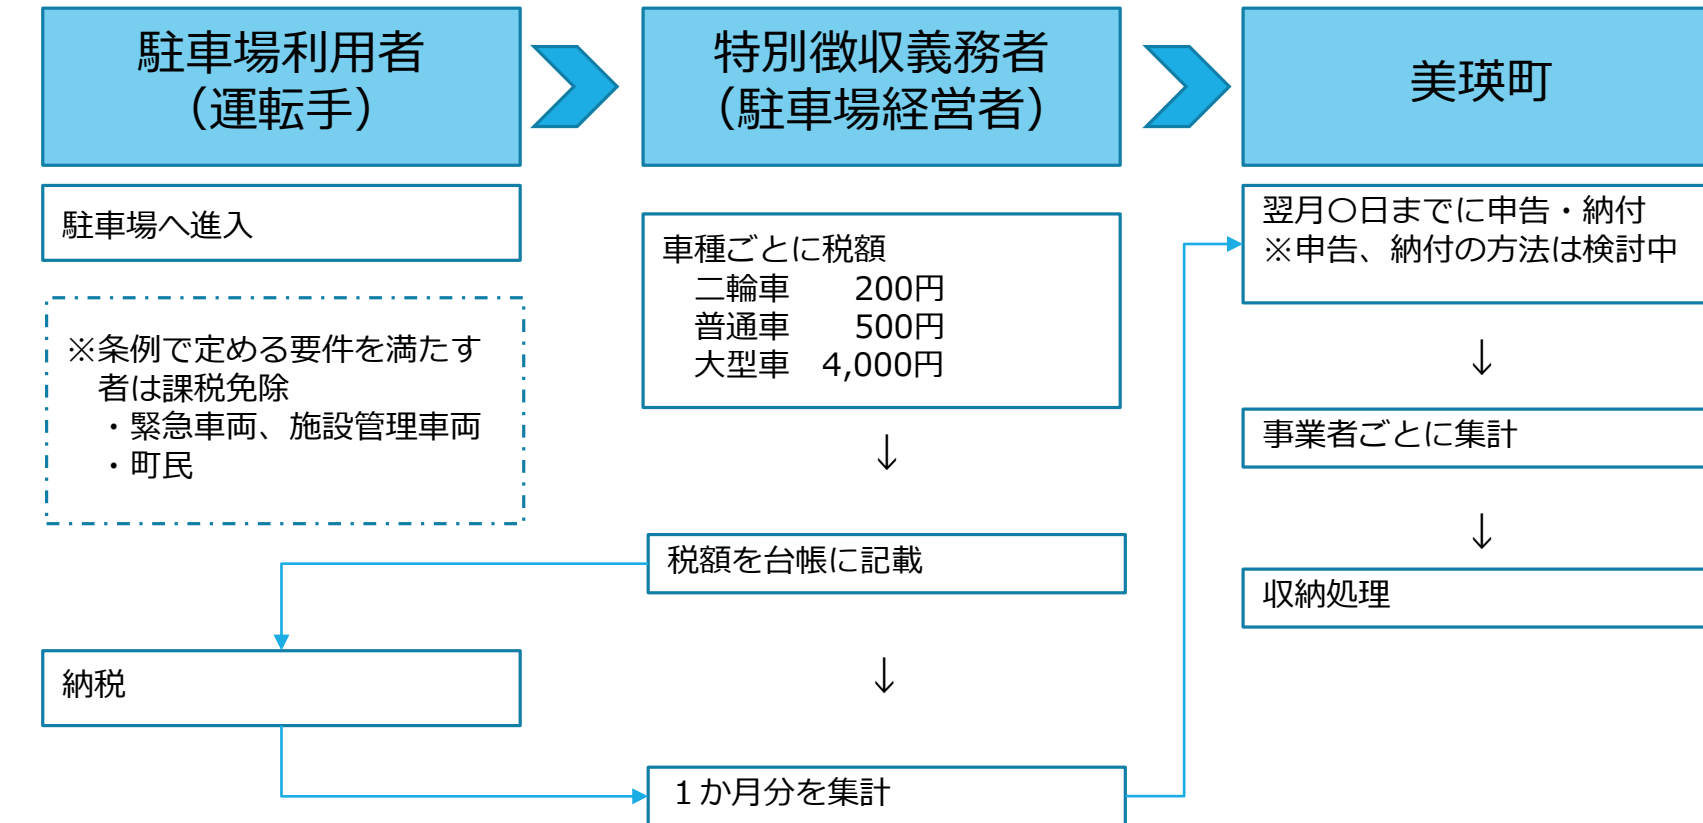 駐車場利用者
（運転手）
特別徴収義務者
（駐車場経営者）
美瑛町
駐車場へ進入
※条例で定める要件を満たす
者は課税免除
・緊急車両、施設管理車両
・町民
納税
車種ごとに税額
二輪車　　200円
普通車　　500円
大型車　4,000円
↓
税額を台帳に記載
↓
１か月分を集計
翌月〇日までに申告・納付
※申告、納付の方法は検討中
↓
事業者ごとに集計
↓
収納処理